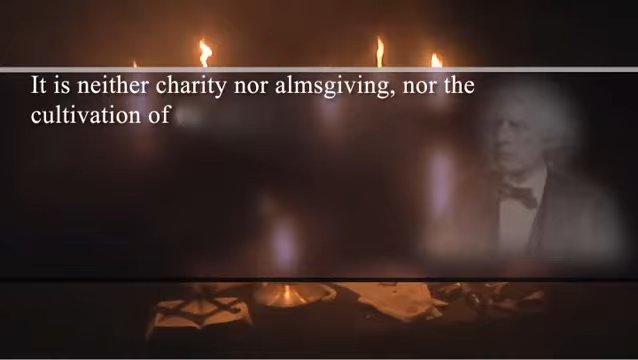 It is neither charity nor almsgiving, nor the
cultivation of